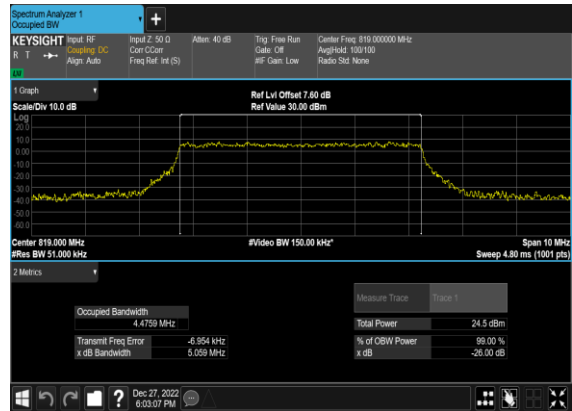 Spectrum Analyzer 1
Occupied BW
+
KEYSIGHT Input: RF Input Z: 50 Ω Atten: 40 dB Trig: Free Run Center Freq: 819.000000 MHz
R T Coupling: DC Corr CCorr Gate: Off Avg|Hold: 100/100
Align: Auto Freq Ref: Int (S) #IF Gain: Low Radio Std: None
LW
1 Graph
Ref Lvl Offset 7.60 dB
Scale/Div 10.0 dB Ref Value 30.00 dBm
Log
20.0
10.0
0.00
-10.0
-20.0
-30.0
-40.0
-50.0
-60.0
Center 819.000 MHz #Video BW 150.00 kHz* Span 10 MHz
#Res BW 51.000 kHz Sweep 4.80 ms (1001 pts)
2 Metrics
Measure Trace Trace 1
Occupied Bandwidth
4.4759 MHz Total Power 24.5 dBm
Transmit Freq Error -6.954 kHz % of OBW Power 99.00 %
x dB Bandwidth 5.059 MHz x dB -26.00 dB
? Dec 27, 2022
6:03:07 PM